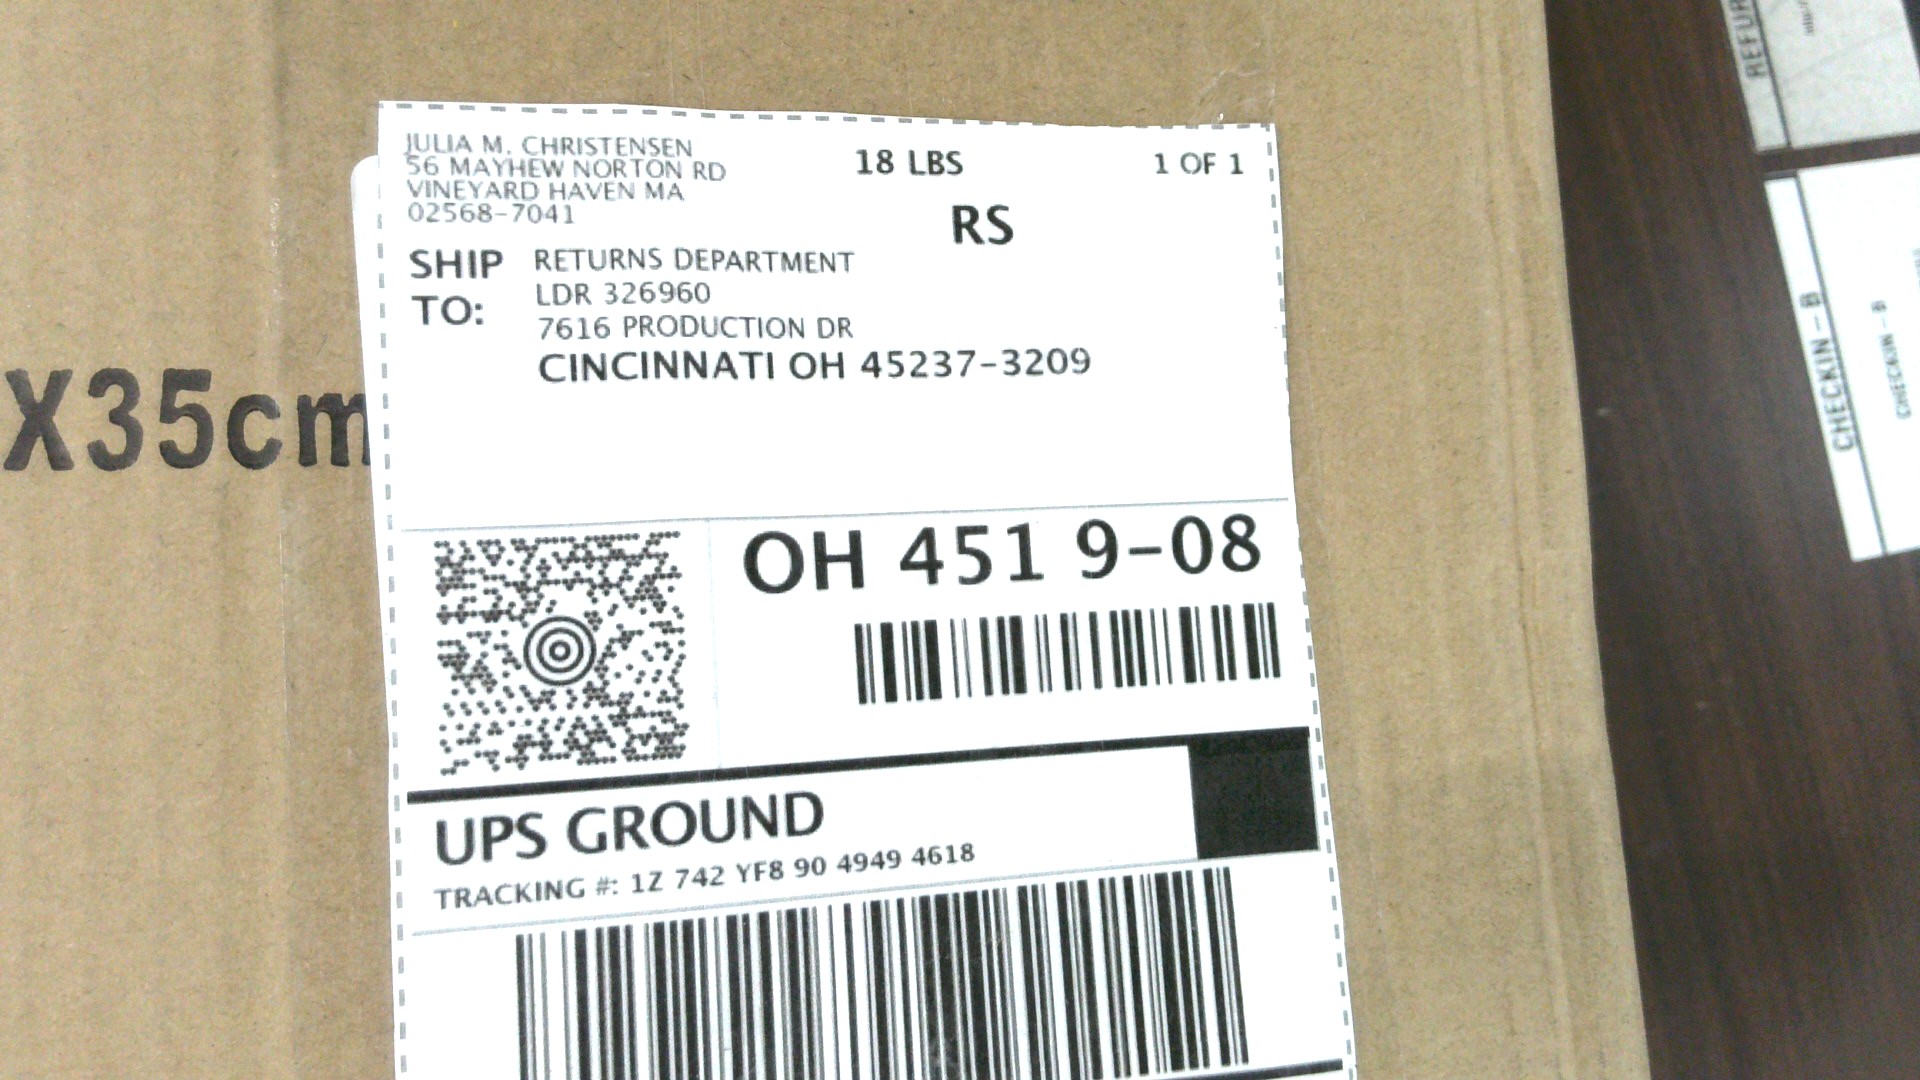 JULIA M. CHRISTENSEN
56 MAYHEW NORTON RD
VINEYARD HAVEN MA
02568-7041
18 LBS
1 OF 1
RS
SHIP TO:
RETURNS DEPARTMENT
LDR 326960
7616 PRODUCTION DR
CINCINNATI OH 45237-3209
X35cm
OH 451 9-08
UPS GROUND
TRACKING #: 1Z 742 YF8 90 4949 4618
CHECKIN - B
CHECKIN - B